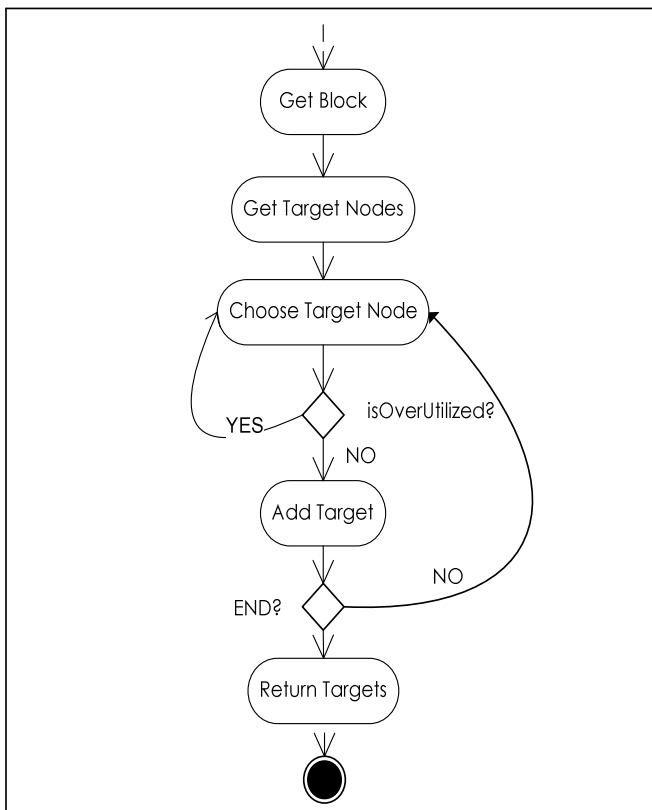 Get Block
Get Target Nodes
Choose Target Node
isOverUtilized?
YES
NO
Add Target
NO
END?
Return Targets